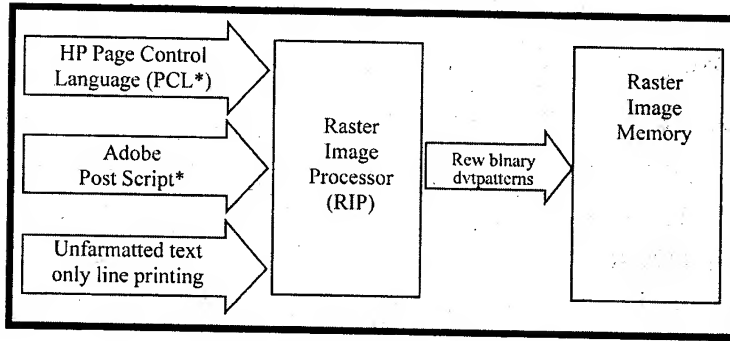 HP Page Control
Language (PCL*)
Adobe
Post Script*
Unfarmatted text
only line printing
Raster
Image
Processor
(RIP)
Rew binary
dvtpatterns
Raster
Image
Memory